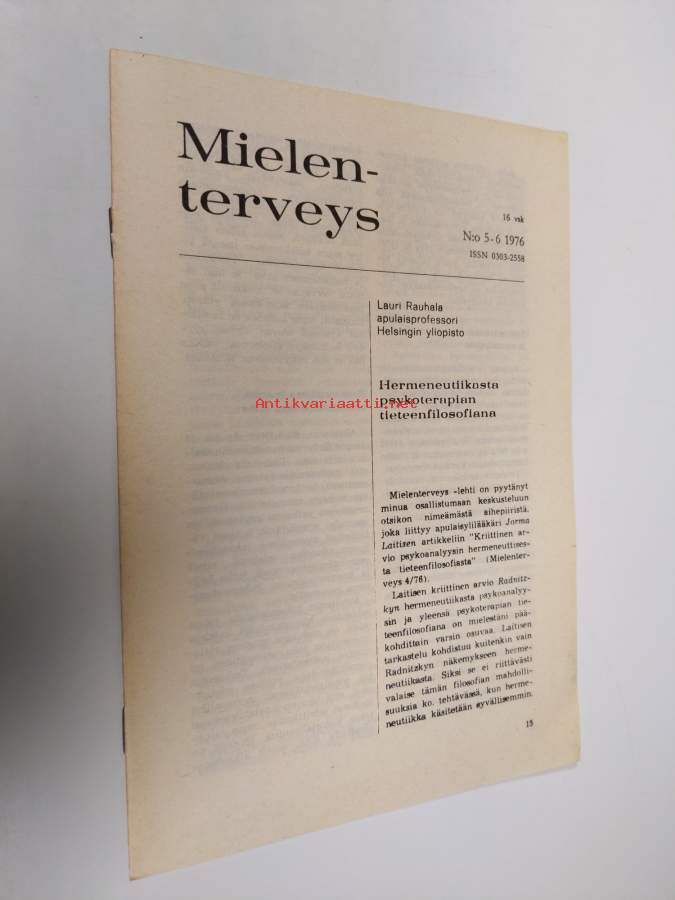 Mielen-
terveys
16 vsk
N:o 5-6 1976
ISSN 0303-2558
Lauri Rauhala
apulaisprofessori
Helsingin yliopisto
Hermeneutiikasta
psykoterapian
tieteenfilosofiana
Antikvariaatti.net
Mielenterveys -lehti on pyytänyt
minua osallistumaan keskusteluun
otsikon nimeämästä aihepiiristä,
joka liittyy apulaisylilääkäri Jorma
Laitisen artikkeliin "Kriittinen ar-
vio psykoanalyysin hermeneuttises-
ta tieteenfilosofiasta" (Mielenter-
veys 4/76).
Laitisen kriittinen arvio Radnitz-
kyn hermeneutiikasta psykoanalyy-
sin ja yleensä psykoterapian tie-
teenfilosofiana on mielestäni pää-
kohdittain varsin osuvaa. Laitisen
tarkastelu kohdistuu kuitenkin vain
Radnitzkyn näkemykseen herme-
neutiikasta. Siksi se ei riittävästi
valaise tämän filosofian mahdolli-
suuksia ko. tehtävässä, kun herme-
neutiikka käsitetään syvällisemmin.
15